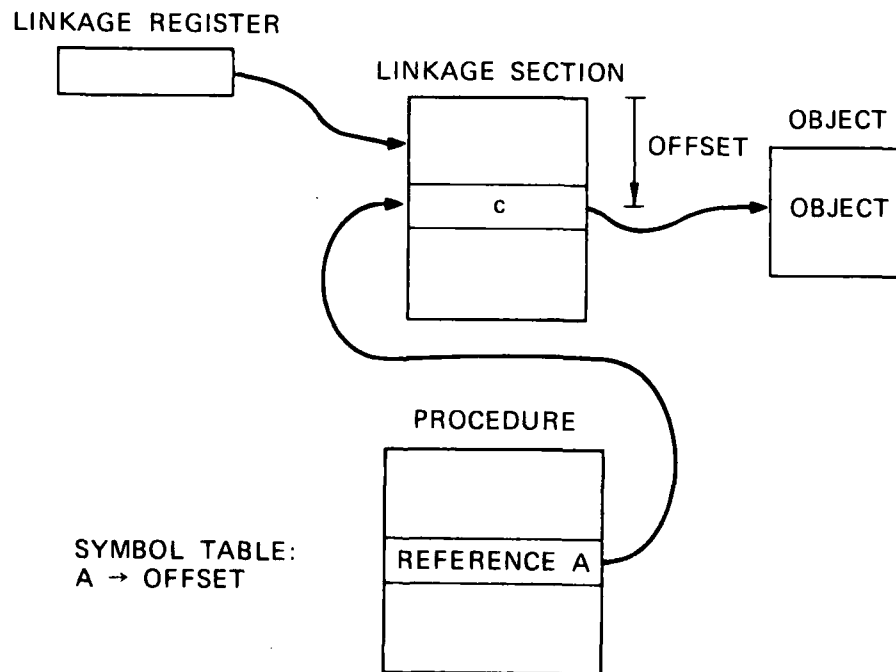 LINKAGE REGISTER
LINKAGE SECTION
OBJECT
OFFSET
C
OBJECT
PROCEDURE
REFERENCE A
SYMBOL TABLE:
A → OFFSET